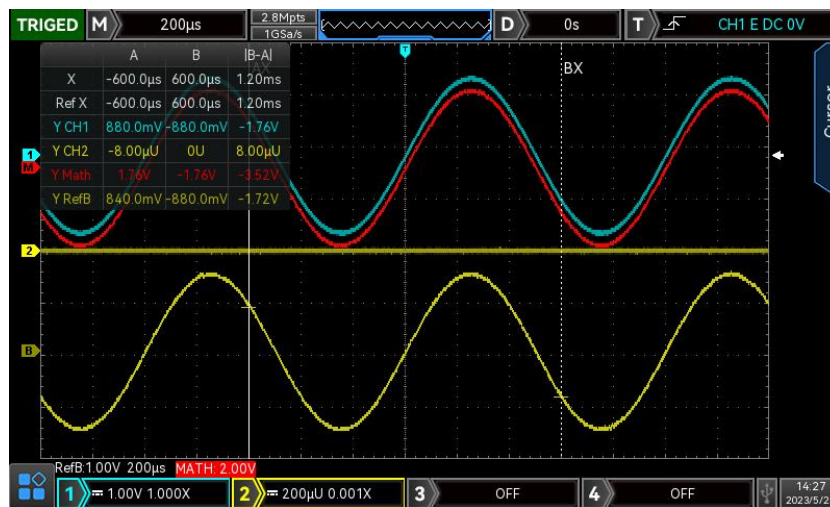 TRIGED M 200µs 2.8Mpts 1GSa/s D 0s T CH1 E DC 0V
T
A B |B-A|
AX BX
X -600.0µs 600.0µs 1.20ms
Ref X -600.0µs 600.0µs 1.20ms
Y CH1 880.0mV -880.0mV -1.76V
Y CH2 -8.00µU 0U 8.00µU
Y Math 1.76V -1.76V -3.52V
Y RefB 840.0mV -880.0mV -1.72V
1
M
2
B
Cursor
RefB:1.00V 200µs MATH: 2.00V
1 1.00V 1.000X 2 200µU 0.001X 3 OFF 4 OFF 14:27
2023/5/2